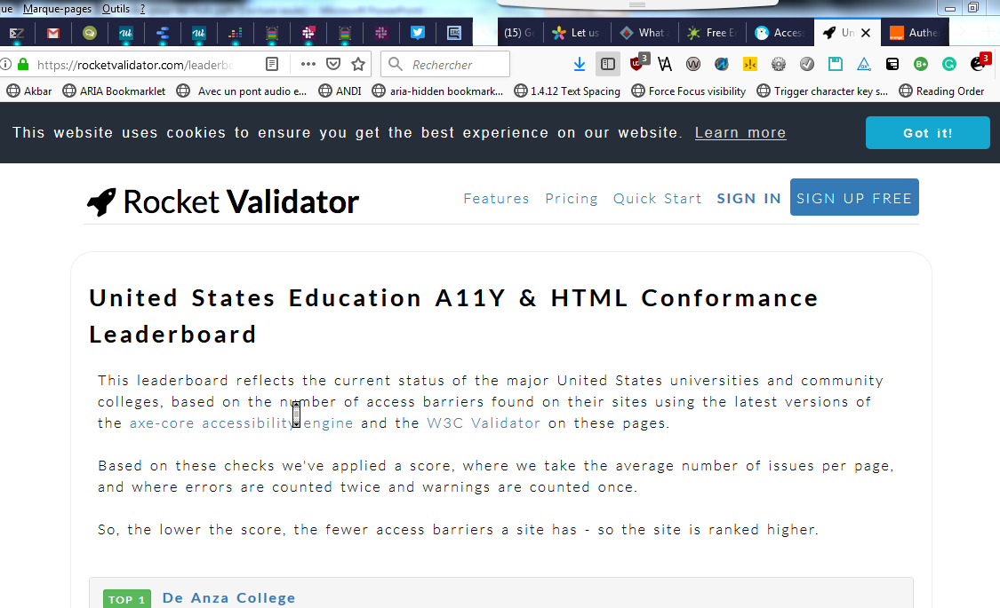 que Marque-pages Outils ?
(15) G Let us What Free E Acces Un Authe
https://rocketvalidator.com/leaderbo Rechercher 3 3
Akbar ARIA Bookmarklet Avec un pont audio e... ANDI aria-hidden bookmark... 1.4.12 Text Spacing Force Focus visibility Trigger character key s... Reading Order
This website uses cookies to ensure you get the best experience on our website. Learn more Got it!
Rocket Validator Features Pricing Quick Start SIGN IN SIGN UP FREE
United States Education A11Y & HTML Conformance
Leaderboard
This leaderboard reflects the current status of the major United States universities and community
colleges, based on the number of access barriers found on their sites using the latest versions of
the axe-core accessibility engine and the W3C Validator on these pages.
Based on these checks we've applied a score, where we take the average number of issues per page,
and where errors are counted twice and warnings are counted once.
So, the lower the score, the fewer access barriers a site has - so the site is ranked higher.
TOP 1 De Anza College